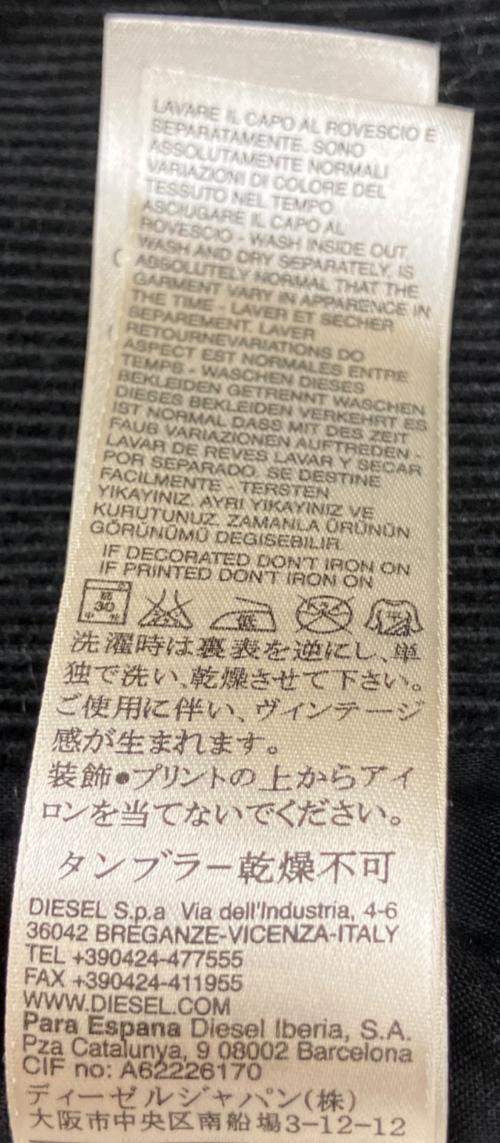 LAVARE IL CAPO AL ROVESCIO E
SEPARATAMENTE. SONO
ASSOLUTAMENTE NORMALI
VARIAZIONI DI COLORE DEL
TESSUTO NEL TEMPO.
ASCIUGARE IL CAPO AL
ROVESCIO - WASH INSIDE OUT,
WASH AND DRY SEPARATELY, IS
ABSOLUTELY NORMAL THAT THE
GARMENT VARY IN APPARENCE IN
THE TIME - LAVER ET SECHER
SEPAREMENT. LAVER
RETOURNEVARIATIONS DO
ASPECT EST NORMALES ENTRE
TEMPS - WASCHEN DIESES
BEKLEIDEN GETRENNT WASCHEN
DIESES BEKLEIDEN VERKEHRT ES
IST NORMAL DASS MIT DES ZEIT
FAUB VARIAZIONEN AUFTREDEN -
LAVAR DE REVES LAVAR Y SECAR
POR SEPARADO. SE DESTINE
FACILMENTE - TERSTEN
YIKAYINIZ. AYRI YIKAYINIZ VE
KURUTUNUZ. ZAMANLA ÜRÜNÜN
GÖRÜNÜMÜ DEGISEBILIR.
IF DECORATED DON'T IRON ON
IF PRINTED DON'T IRON ON
弱 30 中性 低
洗濯時は裏表を逆にし、単
独で洗い、乾燥させて下さい。
ご使用に伴い、ヴィンテージ
感が生まれます。
装飾●プリントの上からアイ
ロンを当てないでください。
タンブラー乾燥不可
DIESEL S.p.a Via dell'Industria, 4-6
36042 BREGANZE-VICENZA-ITALY
TEL +390424-477555
FAX +390424-411955
WWW.DIESEL.COM
Para Espana Diesel Iberia, S.A.
Pza Catalunya, 9 08002 Barcelona
CIF no: A62226170
ディーゼルジャパン(株)
大阪市中央区南船場3-12-12